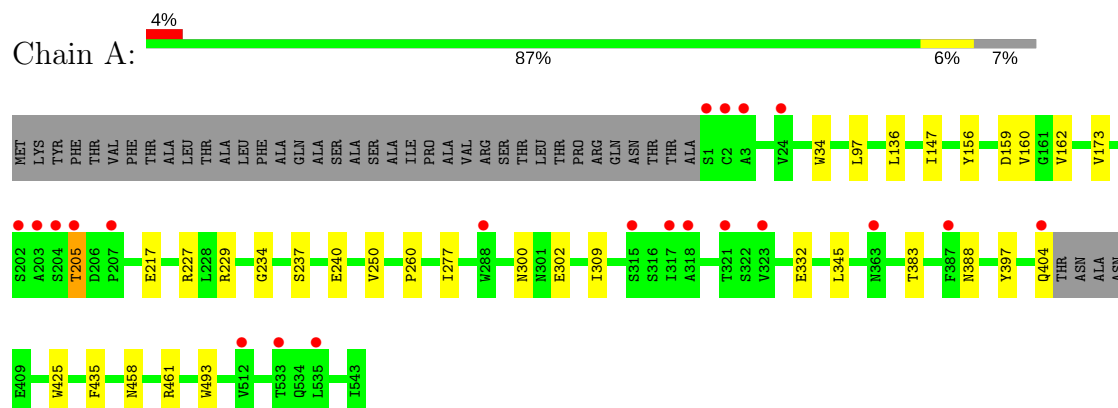 4%
Chain A:
87%
6%
7%
MET LYS TYR PHE THR VAL PHE THR ALA LEU THR ALA LEU PHE ALA GLN ALA SER ALA SER ALA ILE PRO ALA VAL ARG SER THR LEU THR PRO ARG GLN ASN THR THR ALA S1 C2 A3 V24 W34 L97 L136 I147 Y156 D159 V160 G161 V162 V173
S202 A203 S204 T205 D206 P207 E217 R227 L228 R229 G234 S237 E240 V250 P260 I277 W288 N300 N301 E302 I309 S315 S316 I317 A318 T321 S322 V323 E332 L345 N363 T383 F387 N388 Y397 Q404 THR ASN ALA ASN
E409 W425 F435 N458 R461 W493 V512 T533 Q534 L535 I543